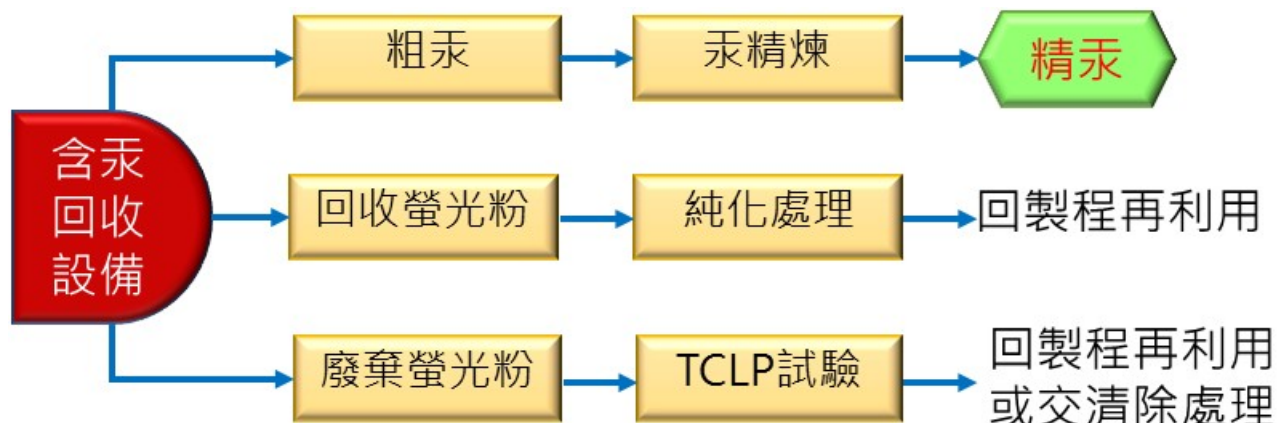 粗汞
汞精煉
精汞
含汞
回收
設備
回收螢光粉
純化處理
回製程再利用
廢棄螢光粉
TCLP試驗
回製程再利用
或交清除處理